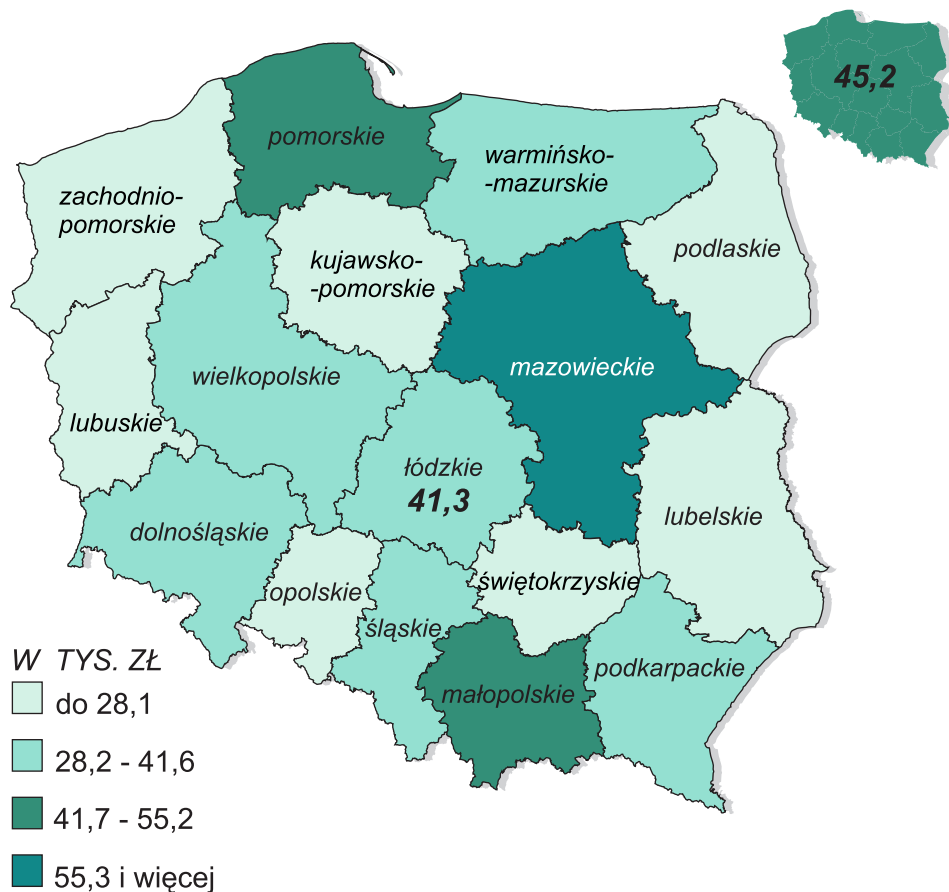 45,2
pomorskie
warmińsko-
-mazurskie
zachodnio-
pomorskie
podlaskie
kujawsko-
-pomorskie
mazowieckie
wielkopolskie
lubuskie
łódzkie
41,3
lubelskie
dolnośląskie
świętokrzyskie
opolskie
śląskie
podkarpackie
małopolskie
W TYS. ZŁ
do 28,1
28,2 - 41,6
41,7 - 55,2
55,3 i więcej